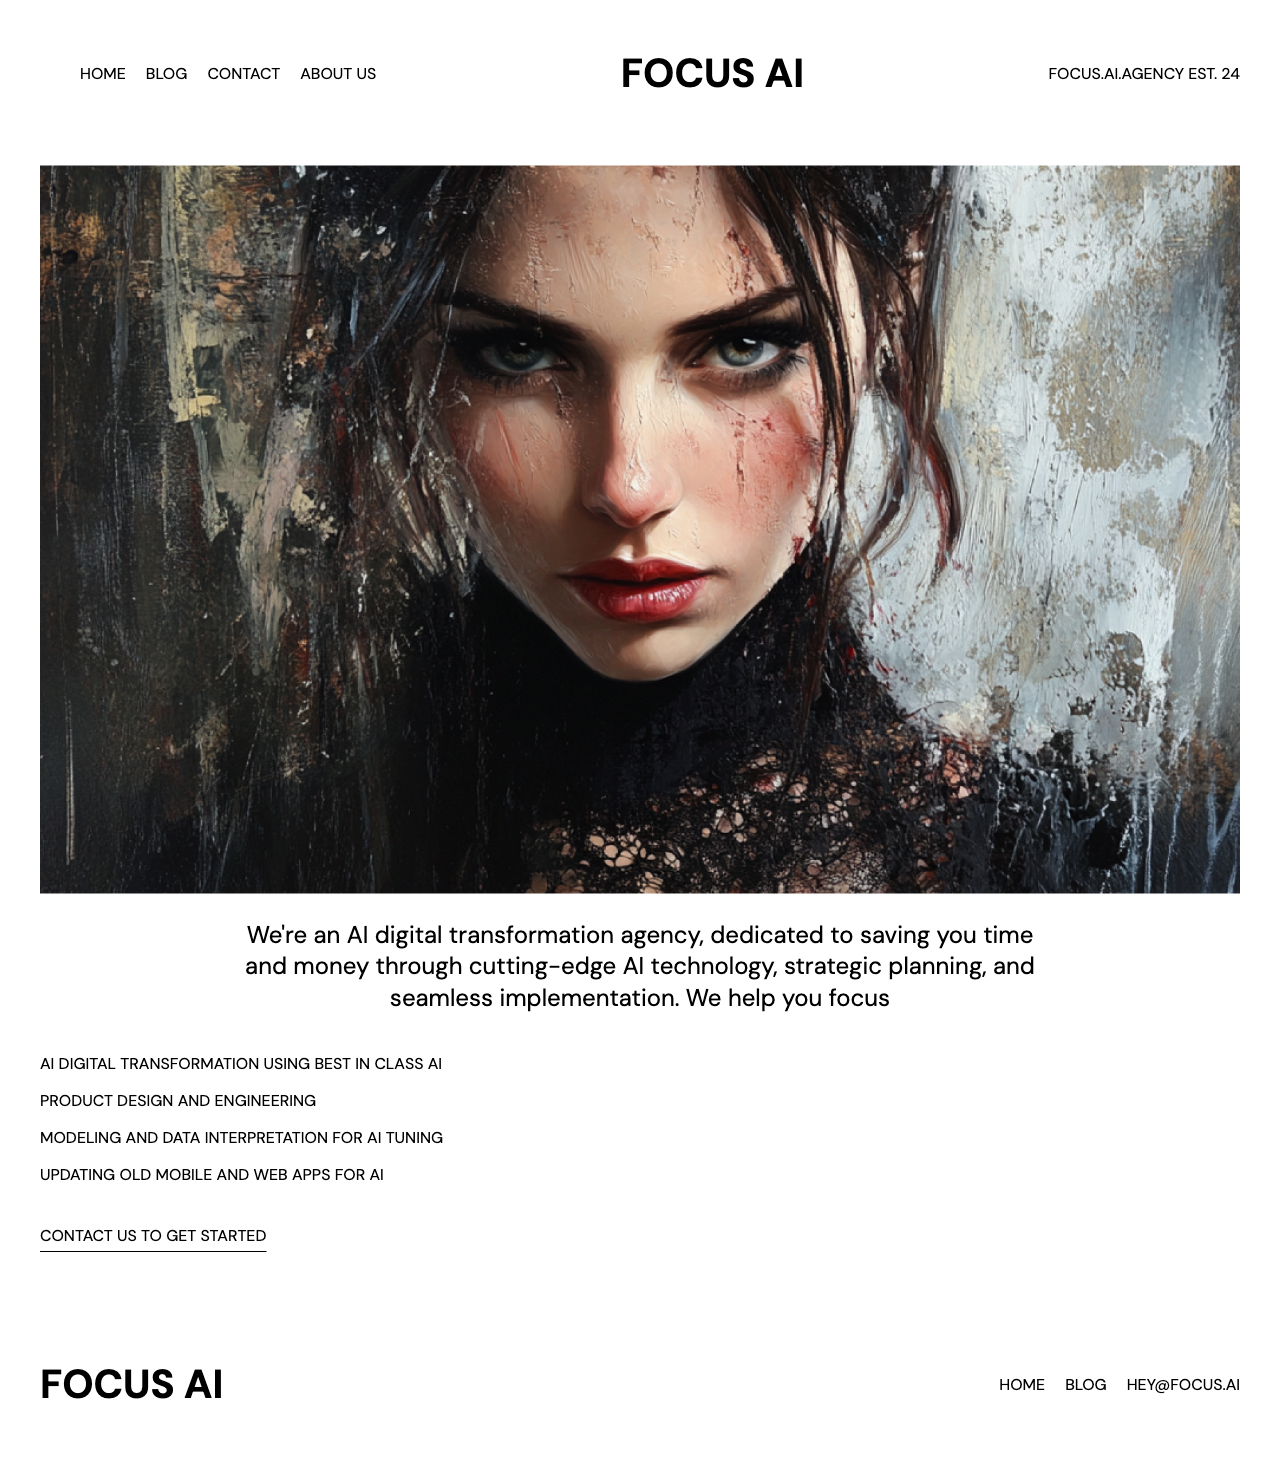 HOME BLOG CONTACT ABOUT US
FOCUS AI
FOCUS.AI.AGENCY EST. 24
We're an AI digital transformation agency, dedicated to saving you time
and money through cutting-edge AI technology, strategic planning, and
seamless implementation. We help you focus
AI DIGITAL TRANSFORMATION USING BEST IN CLASS AI
PRODUCT DESIGN AND ENGINEERING
MODELING AND DATA INTERPRETATION FOR AI TUNING
UPDATING OLD MOBILE AND WEB APPS FOR AI
CONTACT US TO GET STARTED
FOCUS AI
HOME BLOG HEY@FOCUS.AI